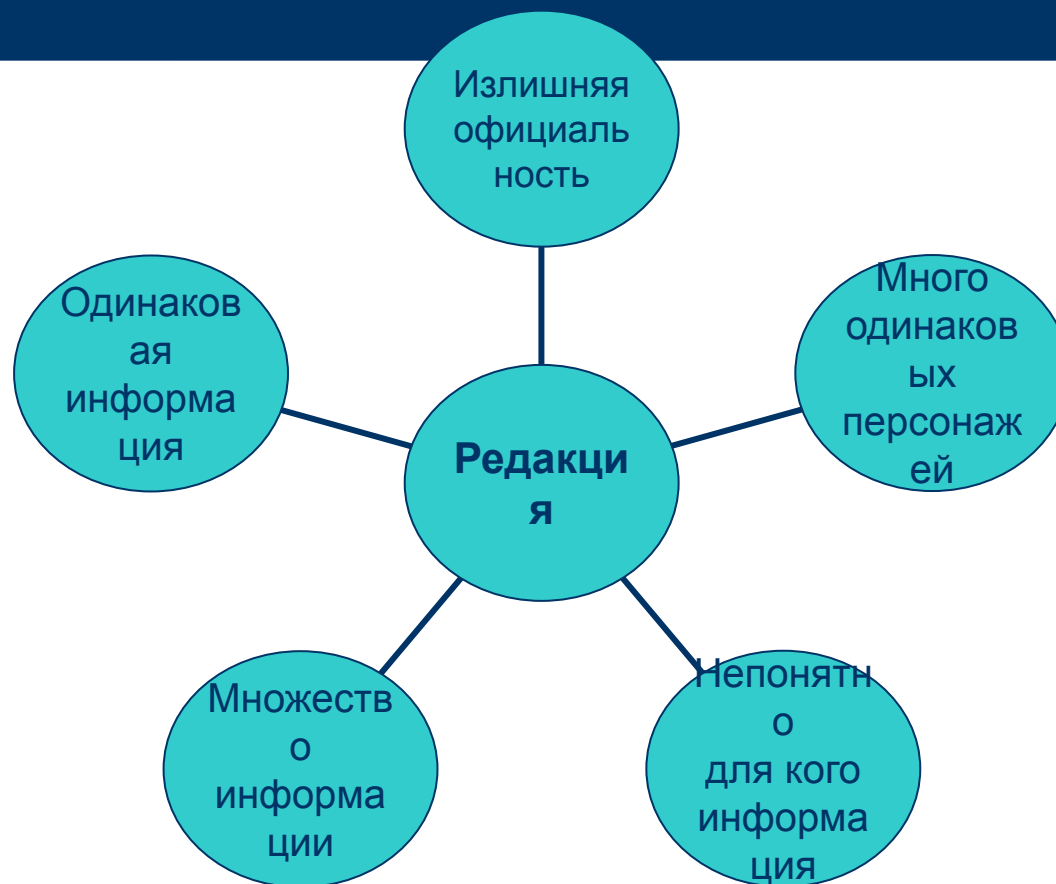 Излишняя
официаль
ность
Одинаков
ая
информа
ция
Много
одинаков
ых
персонаж
ей
Редакци
я
Множеств
о
информа
ции
Непонятн
о
для кого
информа
ция